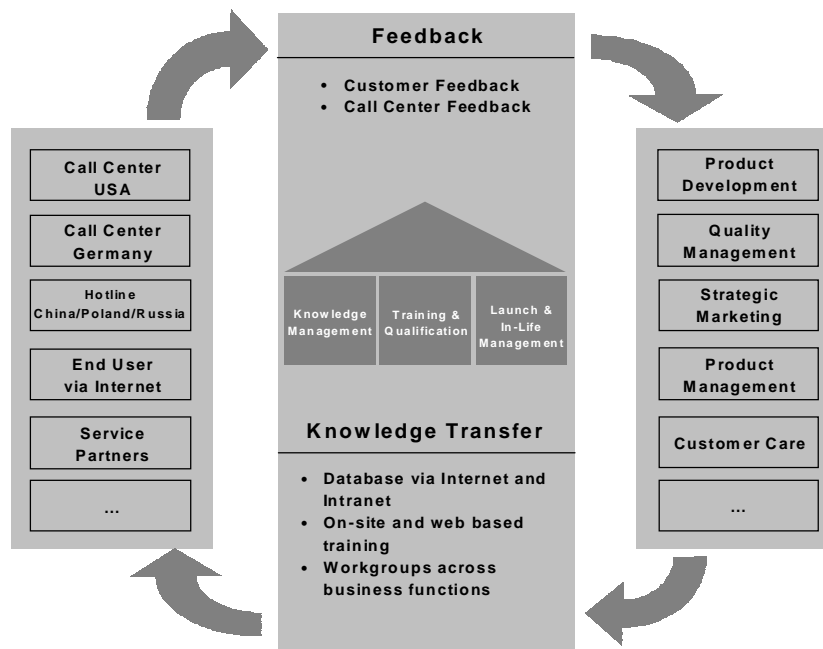 Feedback
• Customer Feedback
• Call Center Feedback
Call Center
USA
Call Center
Germany
Hotline
China/Poland/Russia
End User
via Internet
Service
Partners
...
Knowledge
Management
Training &
Qualification
Launch &
In-Life
Management
Knowledge Transfer
• Database via Internet and
Intranet
• On-site and web based
training
• Workgroups across
business functions
Product
Development
Quality
Management
Strategic
Marketing
Product
Management
Customer Care
...